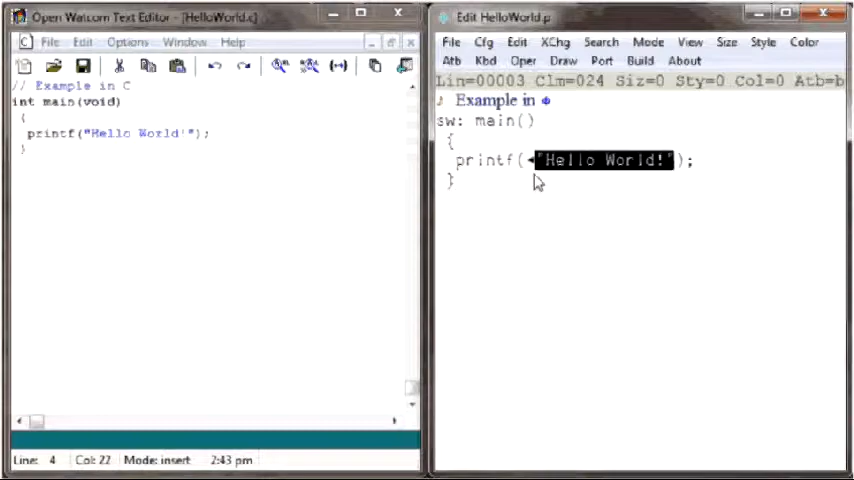 Open Watcom Text Editor - [HelloWorld.c]
File Edit Options Window Help
// Example in C
int main(void)
{
printf("Hello World!");
}
Line: 4 Col: 22 Mode: insert 2:43 pm
Edit HelloWorld.p
File Cfg Edit XChg Search Mode View Size Style Color
Atb Kbd Oper Draw Port Build About
Lin=00003 Clm=024 Siz=0 Sty=0 Col=0 Atb=b
♪ Example in
sw: main()
{
printf(◄"Hello World!");
}